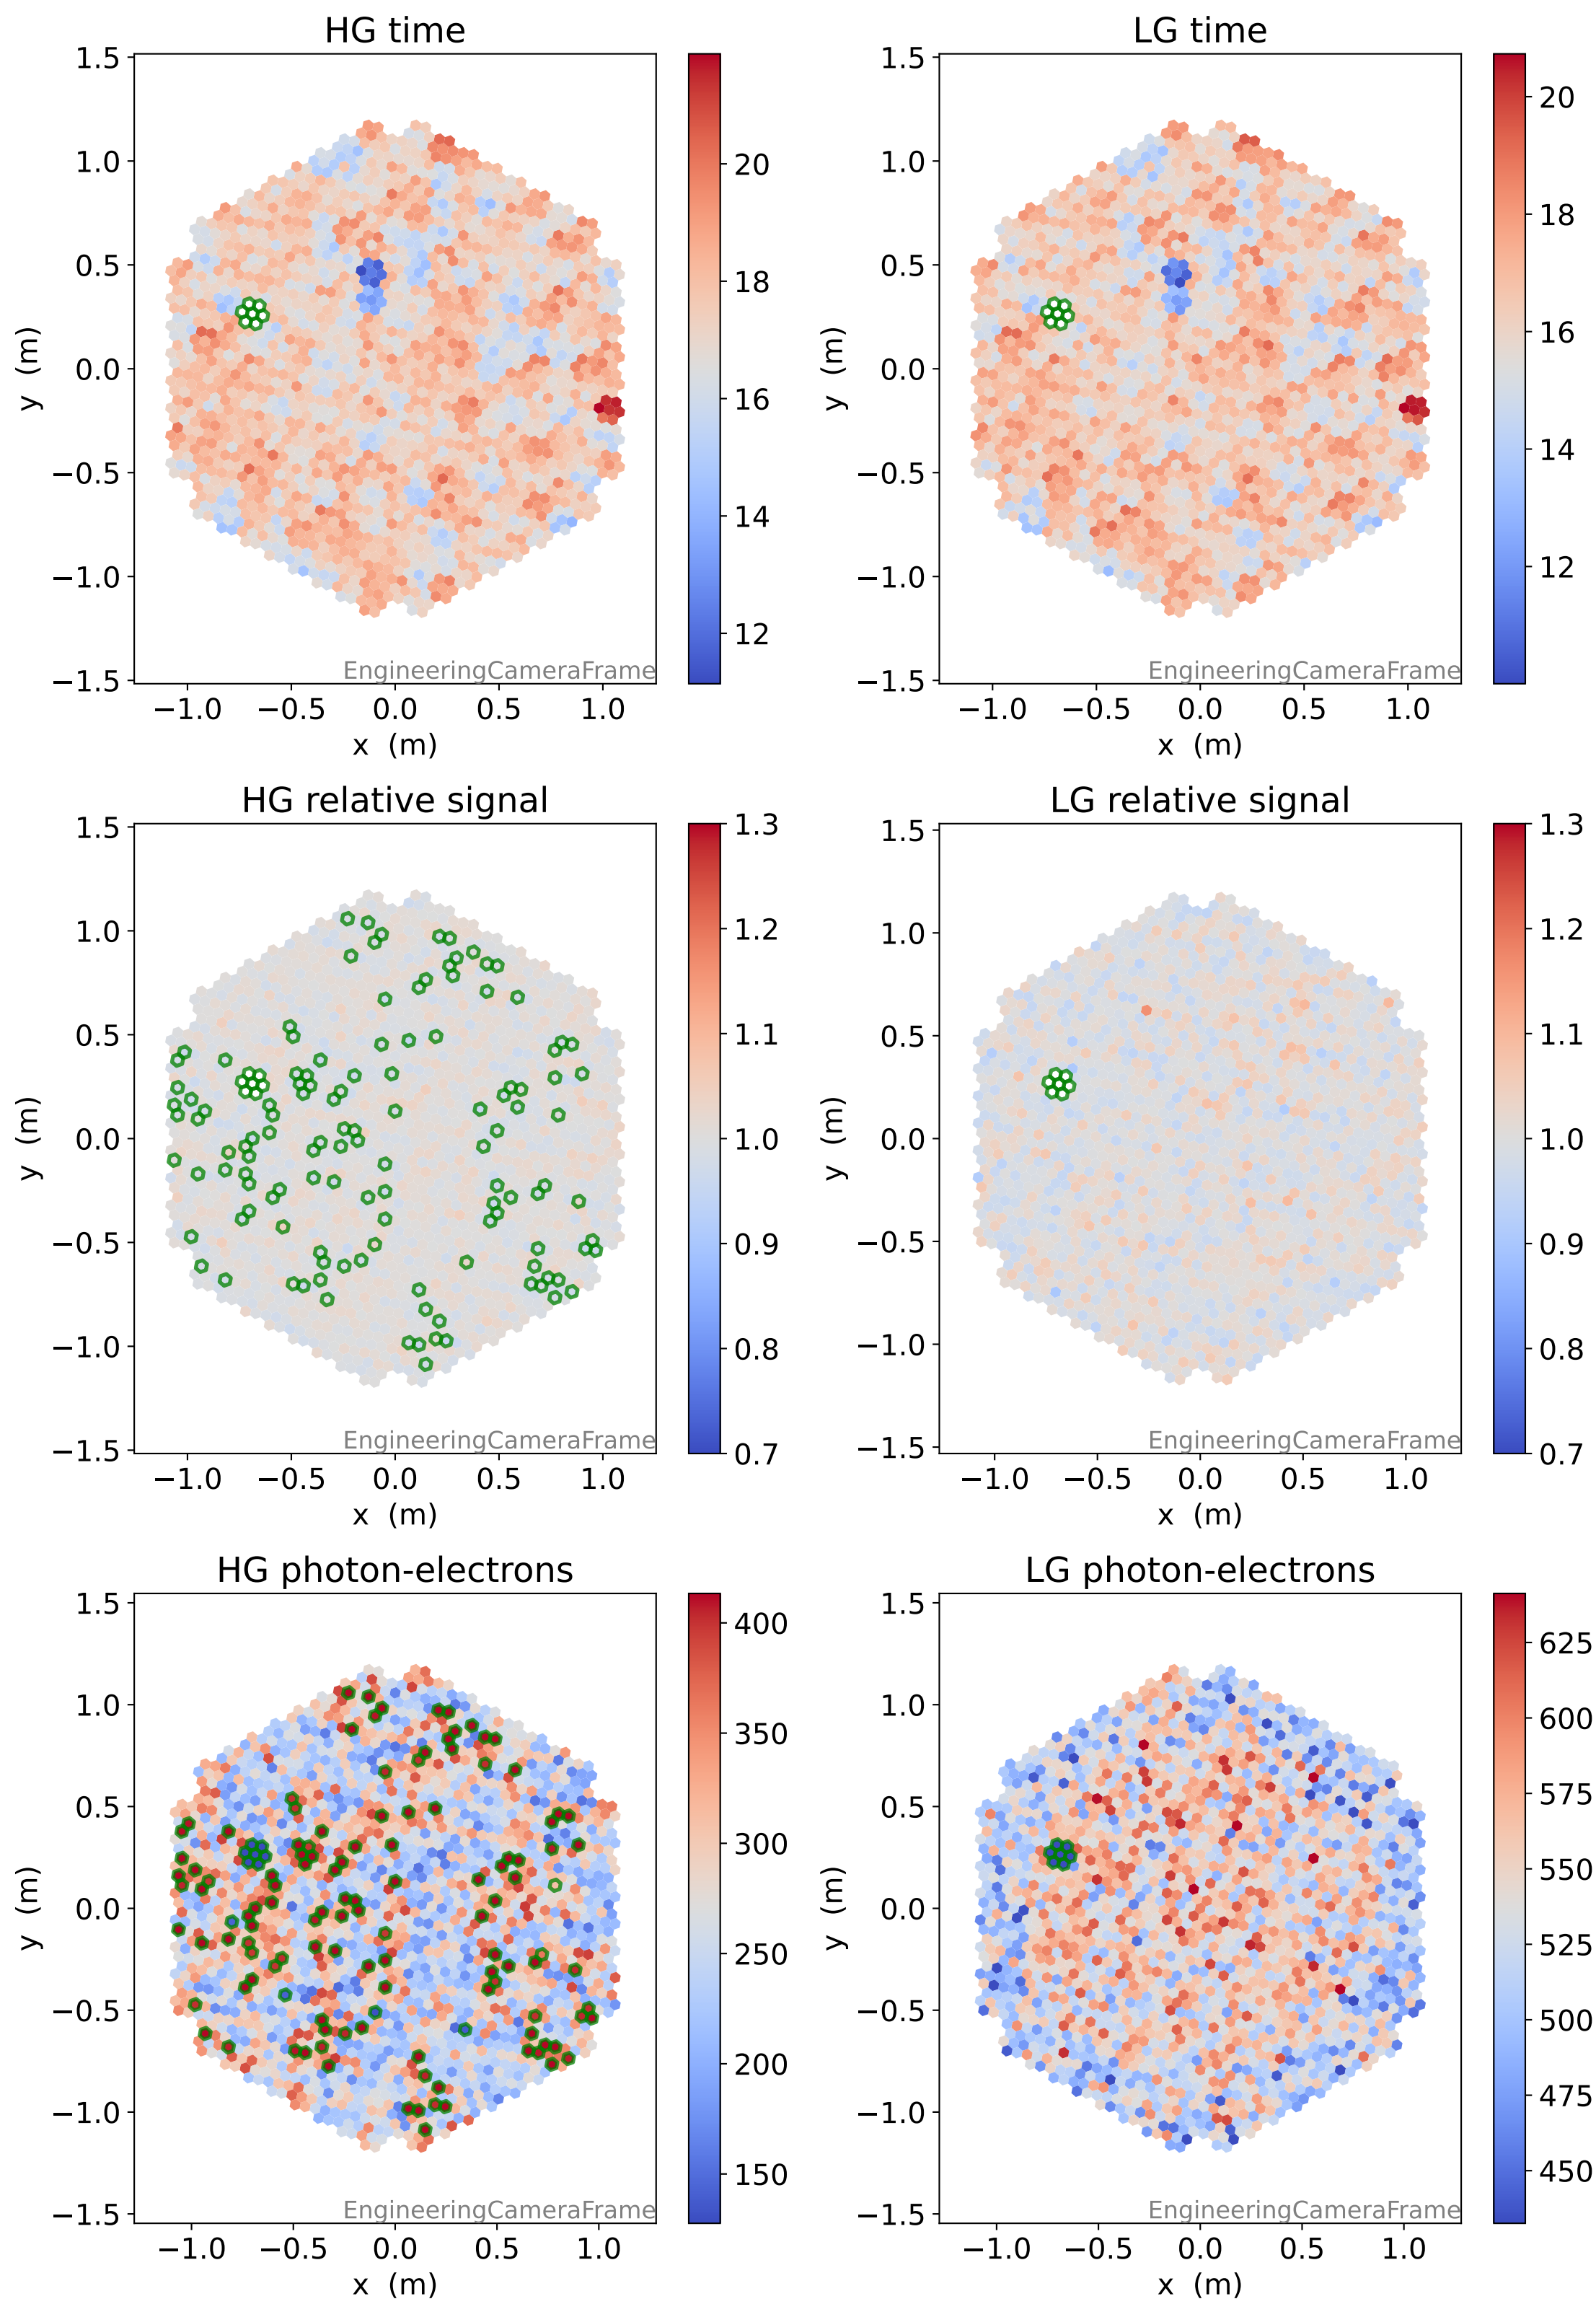 HG time
1.5
1.0
0.5
0.0
−0.5
−1.0
−1.5
y (m)
EngineeringCameraFrame
−1.0 −0.5 0.0 0.5 1.0
x (m)
20
18
16
14
12
LG time
1.5
1.0
0.5
0.0
−0.5
−1.0
−1.5
y (m)
EngineeringCameraFrame
−1.0 −0.5 0.0 0.5 1.0
x (m)
20
18
16
14
12
HG relative signal
1.5
1.0
0.5
0.0
−0.5
−1.0
−1.5
y (m)
EngineeringCameraFrame
−1.0 −0.5 0.0 0.5 1.0
x (m)
1.3
1.2
1.1
1.0
0.9
0.8
0.7
LG relative signal
1.5
1.0
0.5
0.0
−0.5
−1.0
−1.5
y (m)
EngineeringCameraFrame
−1.0 −0.5 0.0 0.5 1.0
x (m)
1.3
1.2
1.1
1.0
0.9
0.8
0.7
HG photon-electrons
1.5
1.0
0.5
0.0
−0.5
−1.0
−1.5
y (m)
EngineeringCameraFrame
−1.0 −0.5 0.0 0.5 1.0
x (m)
400
350
300
250
200
150
LG photon-electrons
1.5
1.0
0.5
0.0
−0.5
−1.0
−1.5
y (m)
EngineeringCameraFrame
−1.0 −0.5 0.0 0.5 1.0
x (m)
625
600
575
550
525
500
475
450